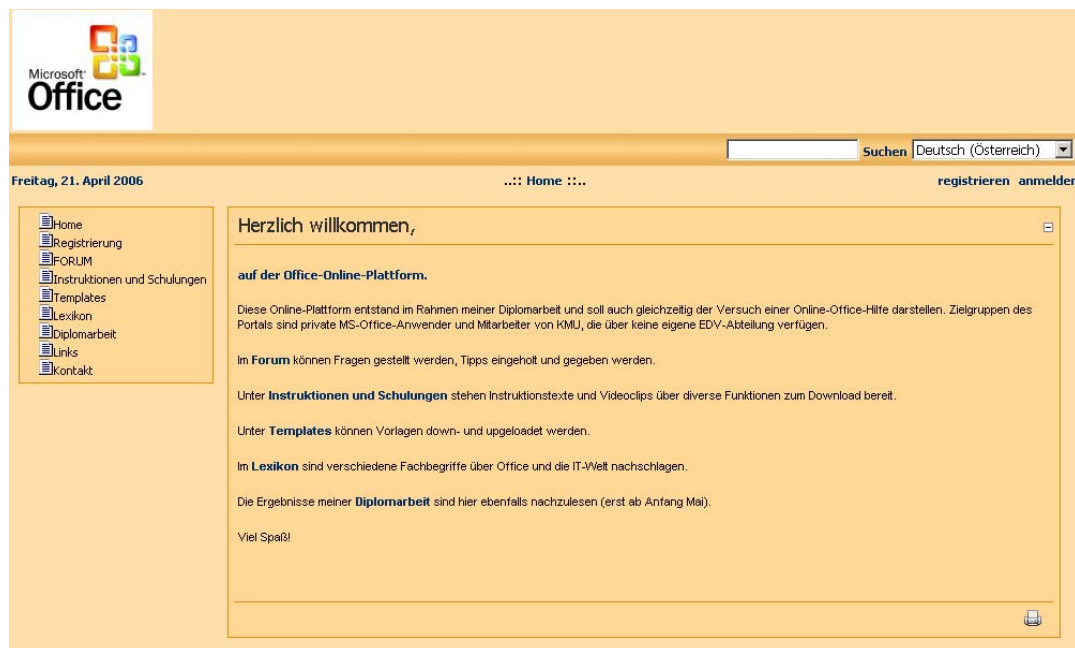 Microsoft
Office
Suchen Deutsch (Österreich)
Freitag, 21. April 2006 ..:: Home ::.. registrieren anmelden
Home
Registrierung
FORUM
Instruktionen und Schulungen
Templates
Lexikon
Diplomarbeit
Links
Kontakt
Herzlich willkommen,
auf der Office-Online-Plattform.
Diese Online-Plattform entstand im Rahmen meiner Diplomarbeit und soll auch gleichzeitig der Versuch einer Online-Office-Hilfe darstellen. Zielgruppen des
Portals sind private MS-Office-Anwender und Mitarbeiter von KMU, die über keine eigene EDV-Abteilung verfügen.
Im Forum können Fragen gestellt werden, Tipps eingeholt und gegeben werden.
Unter Instruktionen und Schulungen stehen Instruktionstexte und Videoclips über diverse Funktionen zum Download bereit.
Unter Templates können Vorlagen down- und upgeloadet werden.
Im Lexikon sind verschiedene Fachbegriffe über Office und die IT-Welt nachschlagen.
Die Ergebnisse meiner Diplomarbeit sind hier ebenfalls nachzulesen (erst ab Anfang Mai).
Viel Spaß!